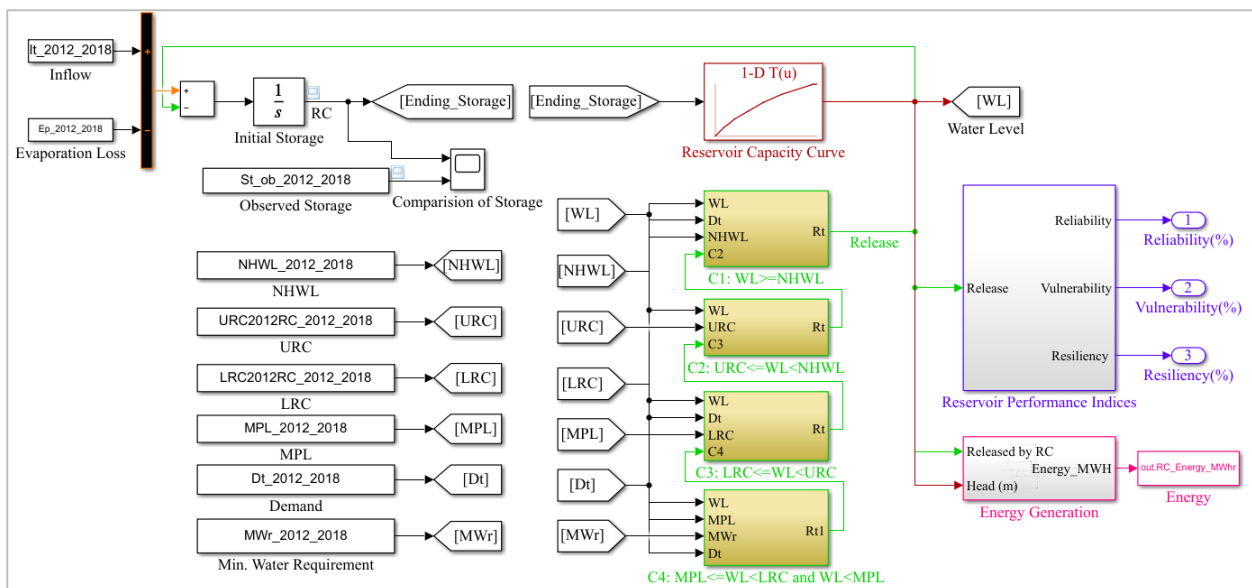 It_2012_2018
Inflow
Ep_2012_2018
Evaporation Loss
+
−
+
−
1
s
Initial Storage
RC
[Ending_Storage]
[Ending_Storage]
1-D T(u)
Reservoir Capacity Curve
[WL]
Water Level
St_ob_2012_2018
Observed Storage
Comparision of Storage
NHWL_2012_2018
NHWL
[NHWL]
URC2012RC_2012_2018
URC
[URC]
LRC2012RC_2012_2018
LRC
[LRC]
MPL_2012_2018
MPL
[MPL]
Dt_2012_2018
Demand
[Dt]
MWr_2012_2018
Min. Water Requirement
[MWr]
[WL]
[NHWL]
[URC]
[LRC]
[MPL]
[Dt]
[MWr]
WL
Dt
NHWL
C2
Rt
C1: WL>=NHWL
Release
WL
URC
C3
Rt
C2: URC<=WL<NHWL
WL
Dt
LRC
C4
Rt
C3: LRC<=WL<URC
WL
MPL
MWr
Dt
Rt1
C4: MPL<=WL<LRC and WL<MPL
Release
Reliability
Vulnerability
Resiliency
Reservoir Performance Indices
1
Reliability(%)
2
Vulnerability(%)
3
Resiliency(%)
Released by RC
Energy_MWH
Head (m)
Energy Generation
out.RC_Energy_MWhr
Energy